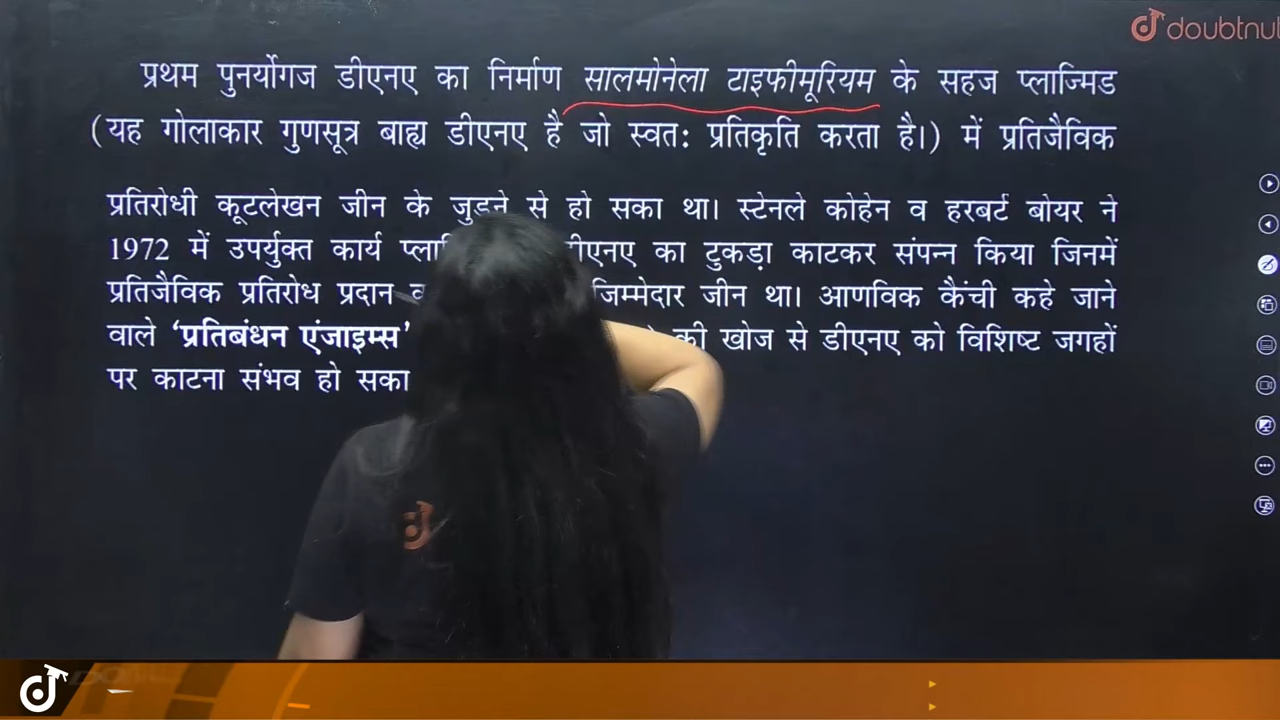 doubtnut
प्रथम पुनर्योगज डीएनए का निर्माण सालमोनेला टाइफीमूरियम के सहज प्लाज्मिड
(यह गोलाकार गुणसूत्र बाह्य डीएनए है जो स्वतः प्रतिकृति करता है।) में प्रतिजैविक
प्रतिरोधी कूटलेखन जीन के जुड़ने से हो सका था। स्टेनले कोहेन व हरबर्ट बोयर ने
1972 में उपर्युक्त कार्य डीएनए का टुकड़ा काटकर संपन्न किया जिनमें
प्रतिजैविक प्रतिरोध प्रदान जिम्मेदार जीन था। आणविक कैंची कहे जाने
वाले ‘प्रतिबंधन एंजाइम्स’ की खोज से डीएनए को विशिष्ट जगहों
पर काटना संभव हो सका